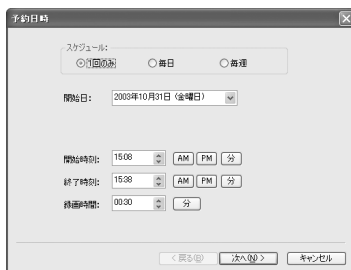 予約日時
スケジュール:
1回のみ 毎日 毎週
開始日: 2003年10月31日 (金曜日)
開始時刻: 15:08 AM PM 分
終了時刻: 15:38 AM PM 分
録画時間: 00:30 分
< 戻る(B) 次へ(N) > キャンセル